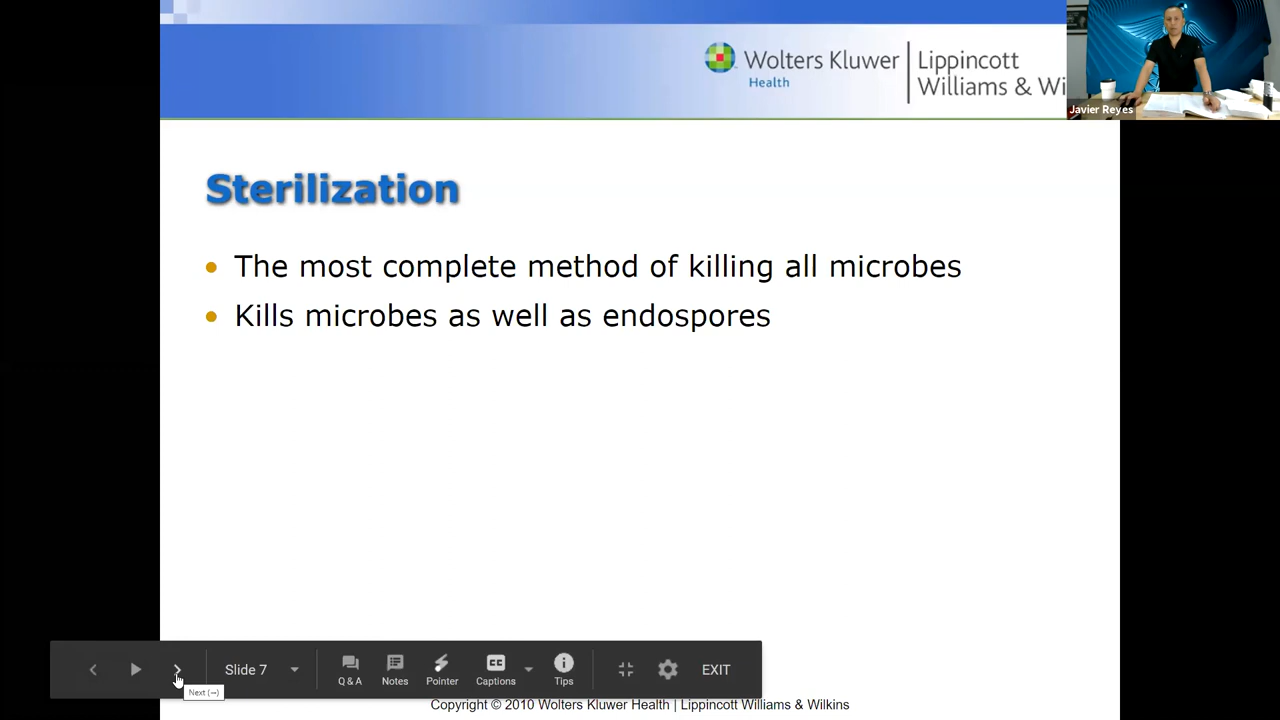 Wolters Kluwer
Health
Lippincott
Williams & Wi
Javier Reyes
Sterilization
• The most complete method of killing all microbes
• Kills microbes as well as endospores
Slide 7
Q & A
Notes
Pointer
CC
Captions
Tips
EXIT
Next (→)
Copyright © 2010 Wolters Kluwer Health | Lippincott Williams & Wilkins